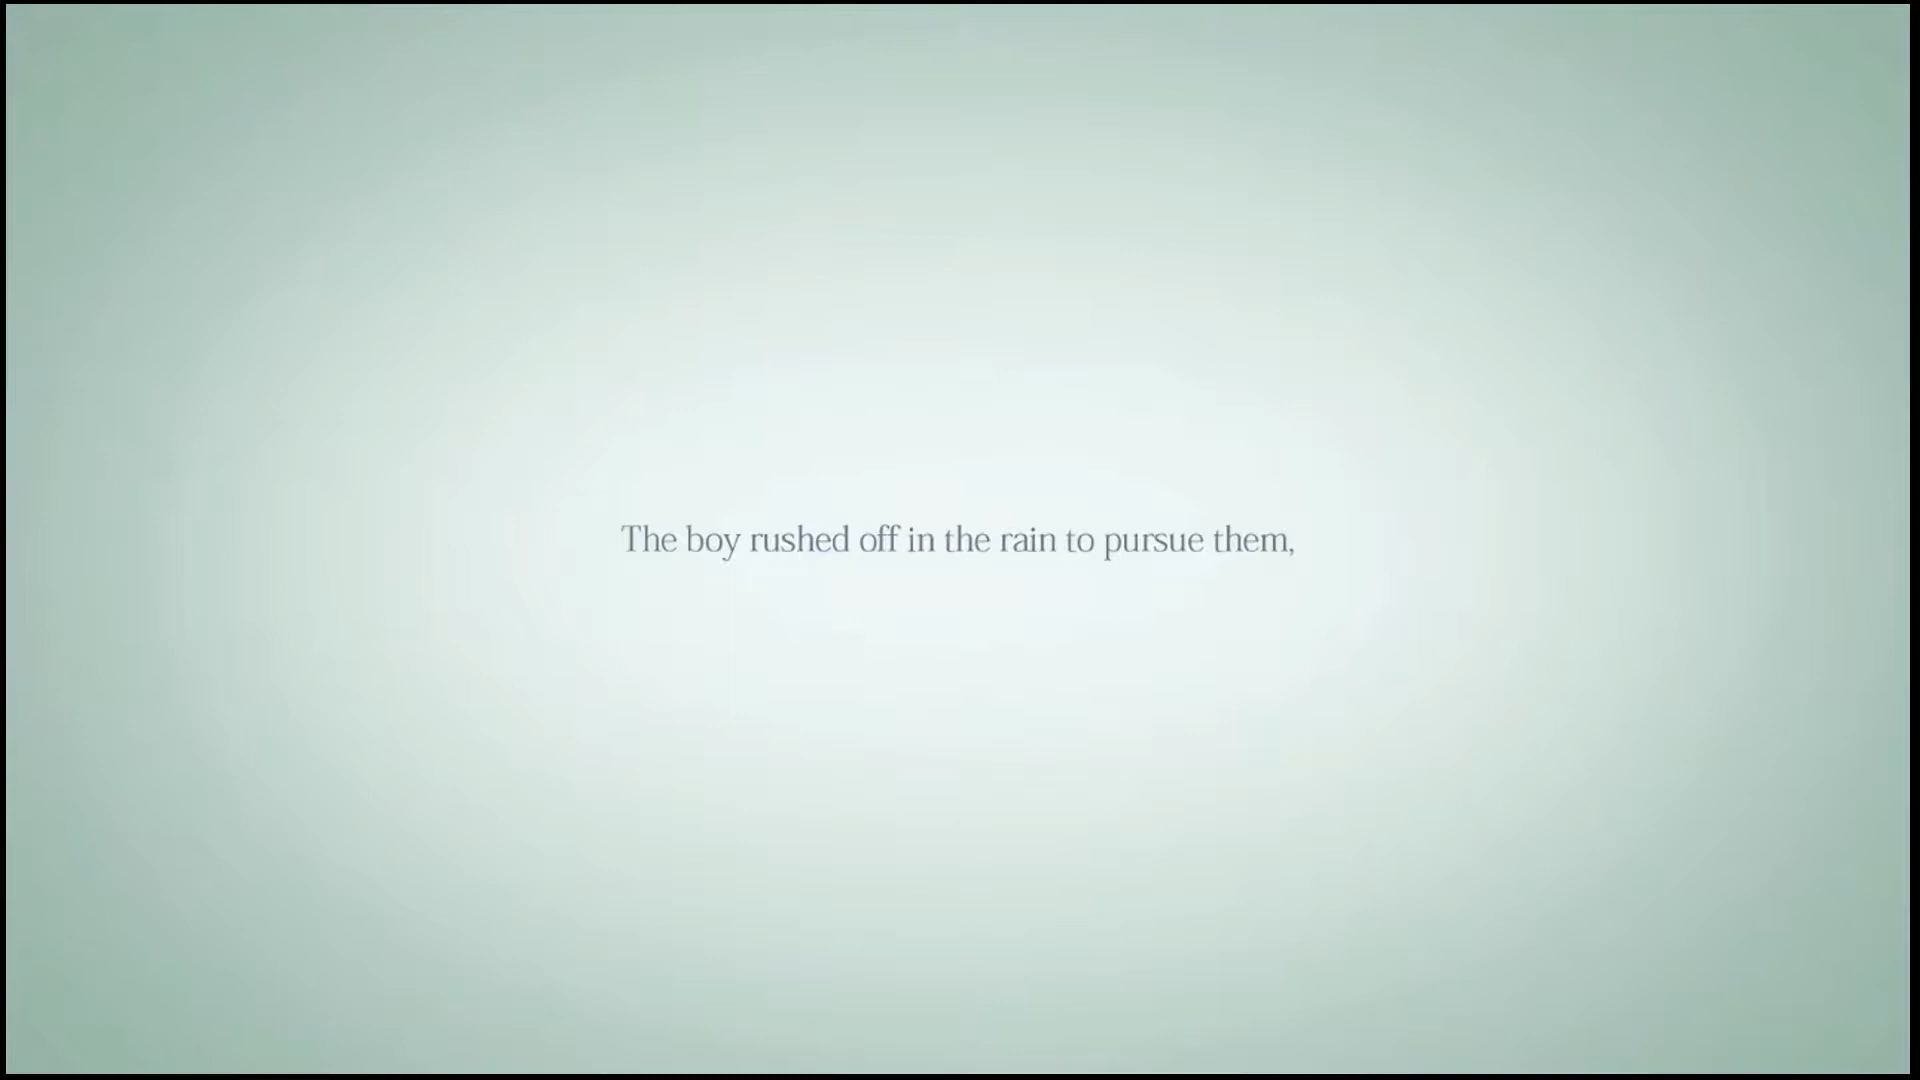 The boy rushed off in the rain to pursue them,